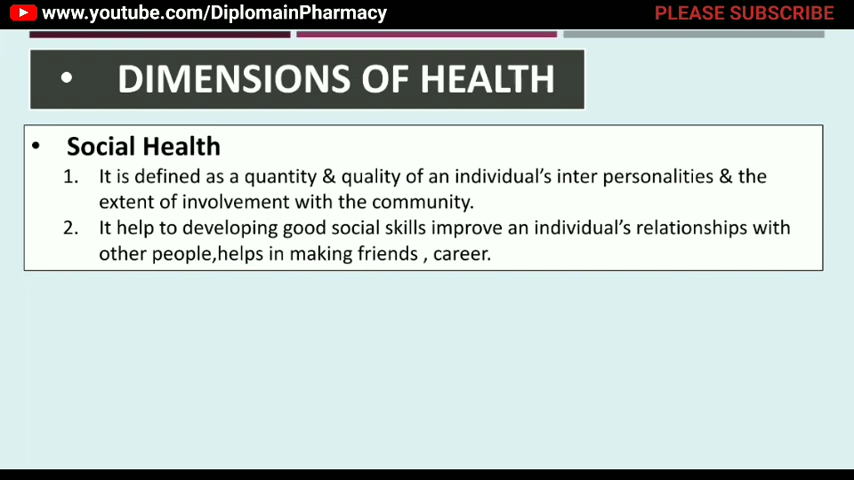 www.youtube.com/DiplomainPharmacy
PLEASE SUBSCRIBE
• DIMENSIONS OF HEALTH
• Social Health
1. It is defined as a quantity & quality of an individual's inter personalities & the
extent of involvement with the community.
2. It help to developing good social skills improve an individual's relationships with
other people,helps in making friends , career.